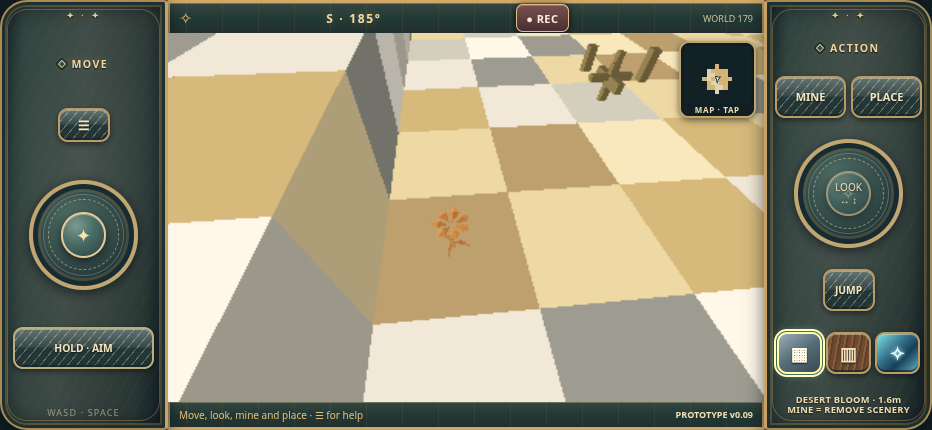 MOVE
HOLD · AIM
WASD · SPACE
S · 185°
● REC
WORLD 179
MAP · TAP
Move, look, mine and place · ☰ for help
PROTOTYPE v0.09
ACTION
MINE
PLACE
LOOK
JUMP
DESERT BLOOM · 1.6m
MINE = REMOVE SCENERY